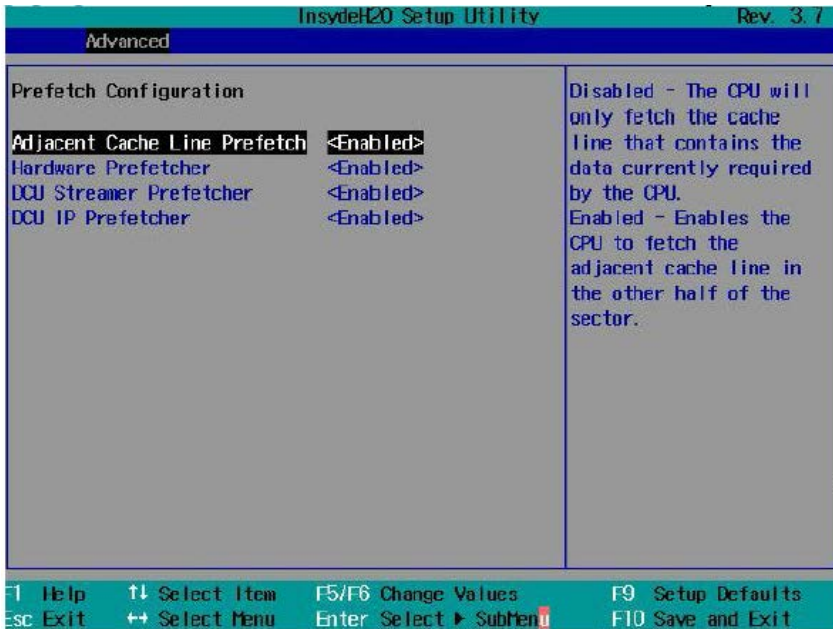 InsydeH2O Setup Utility Rev. 3.7
Advanced
Prefetch Configuration
Adjacent Cache Line Prefetch <Enabled>
Hardware Prefetcher <Enabled>
DCU Streamer Prefetcher <Enabled>
DCU IP Prefetcher <Enabled>
Disabled - The CPU will
only fetch the cache
line that contains the
data currently required
by the CPU.
Enabled - Enables the
CPU to fetch the
adjacent cache line in
the other half of the
sector.
F1 Help ↑↓ Select Item F5/F6 Change Values F9 Setup Defaults
Esc Exit ↔ Select Menu Enter Select ▶ SubMenu F10 Save and Exit